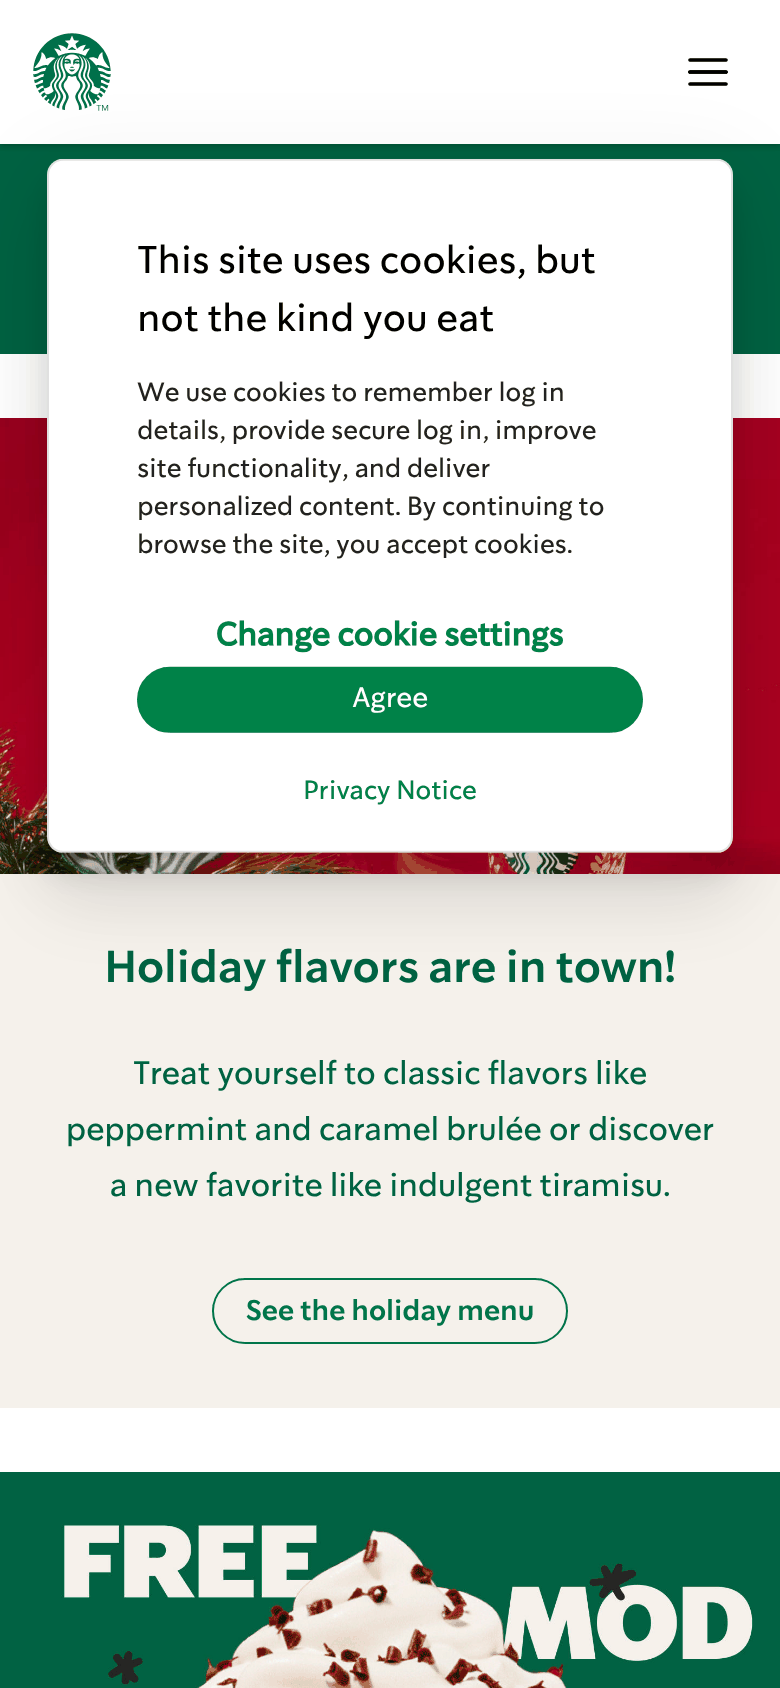 TM
This site uses cookies, but
not the kind you eat
We use cookies to remember log in
details, provide secure log in, improve
site functionality, and deliver
personalized content. By continuing to
browse the site, you accept cookies.
Change cookie settings
Agree
Privacy Notice
Holiday flavors are in town!
Treat yourself to classic flavors like
peppermint and caramel brulée or discover
a new favorite like indulgent tiramisu.
See the holiday menu
FREE
MOD